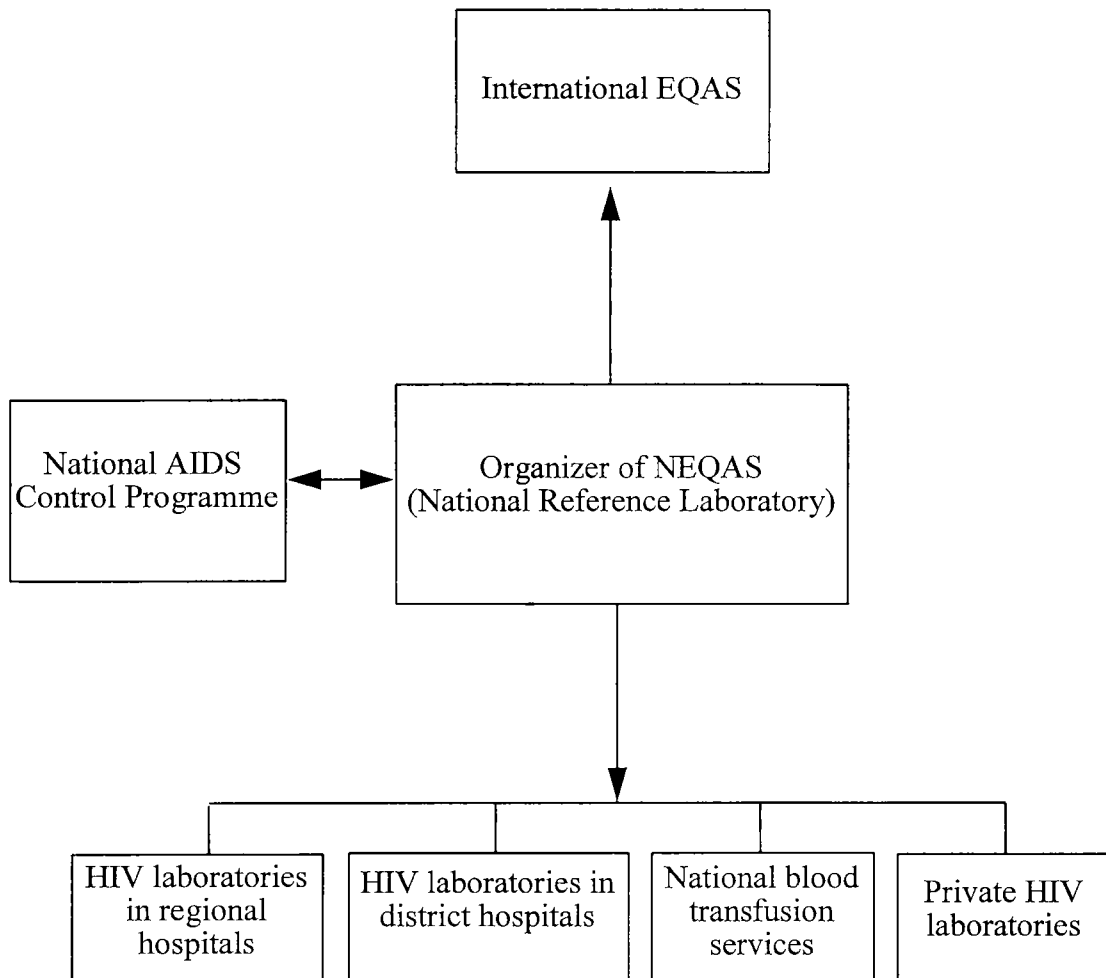 International EQAS
National AIDS
Control Programme
Organizer of NEQAS
(National Reference Laboratory)
HIV laboratories
in regional
hospitals
HIV laboratories in
district hospitals
National blood
transfusion
services
Private HIV
laboratories